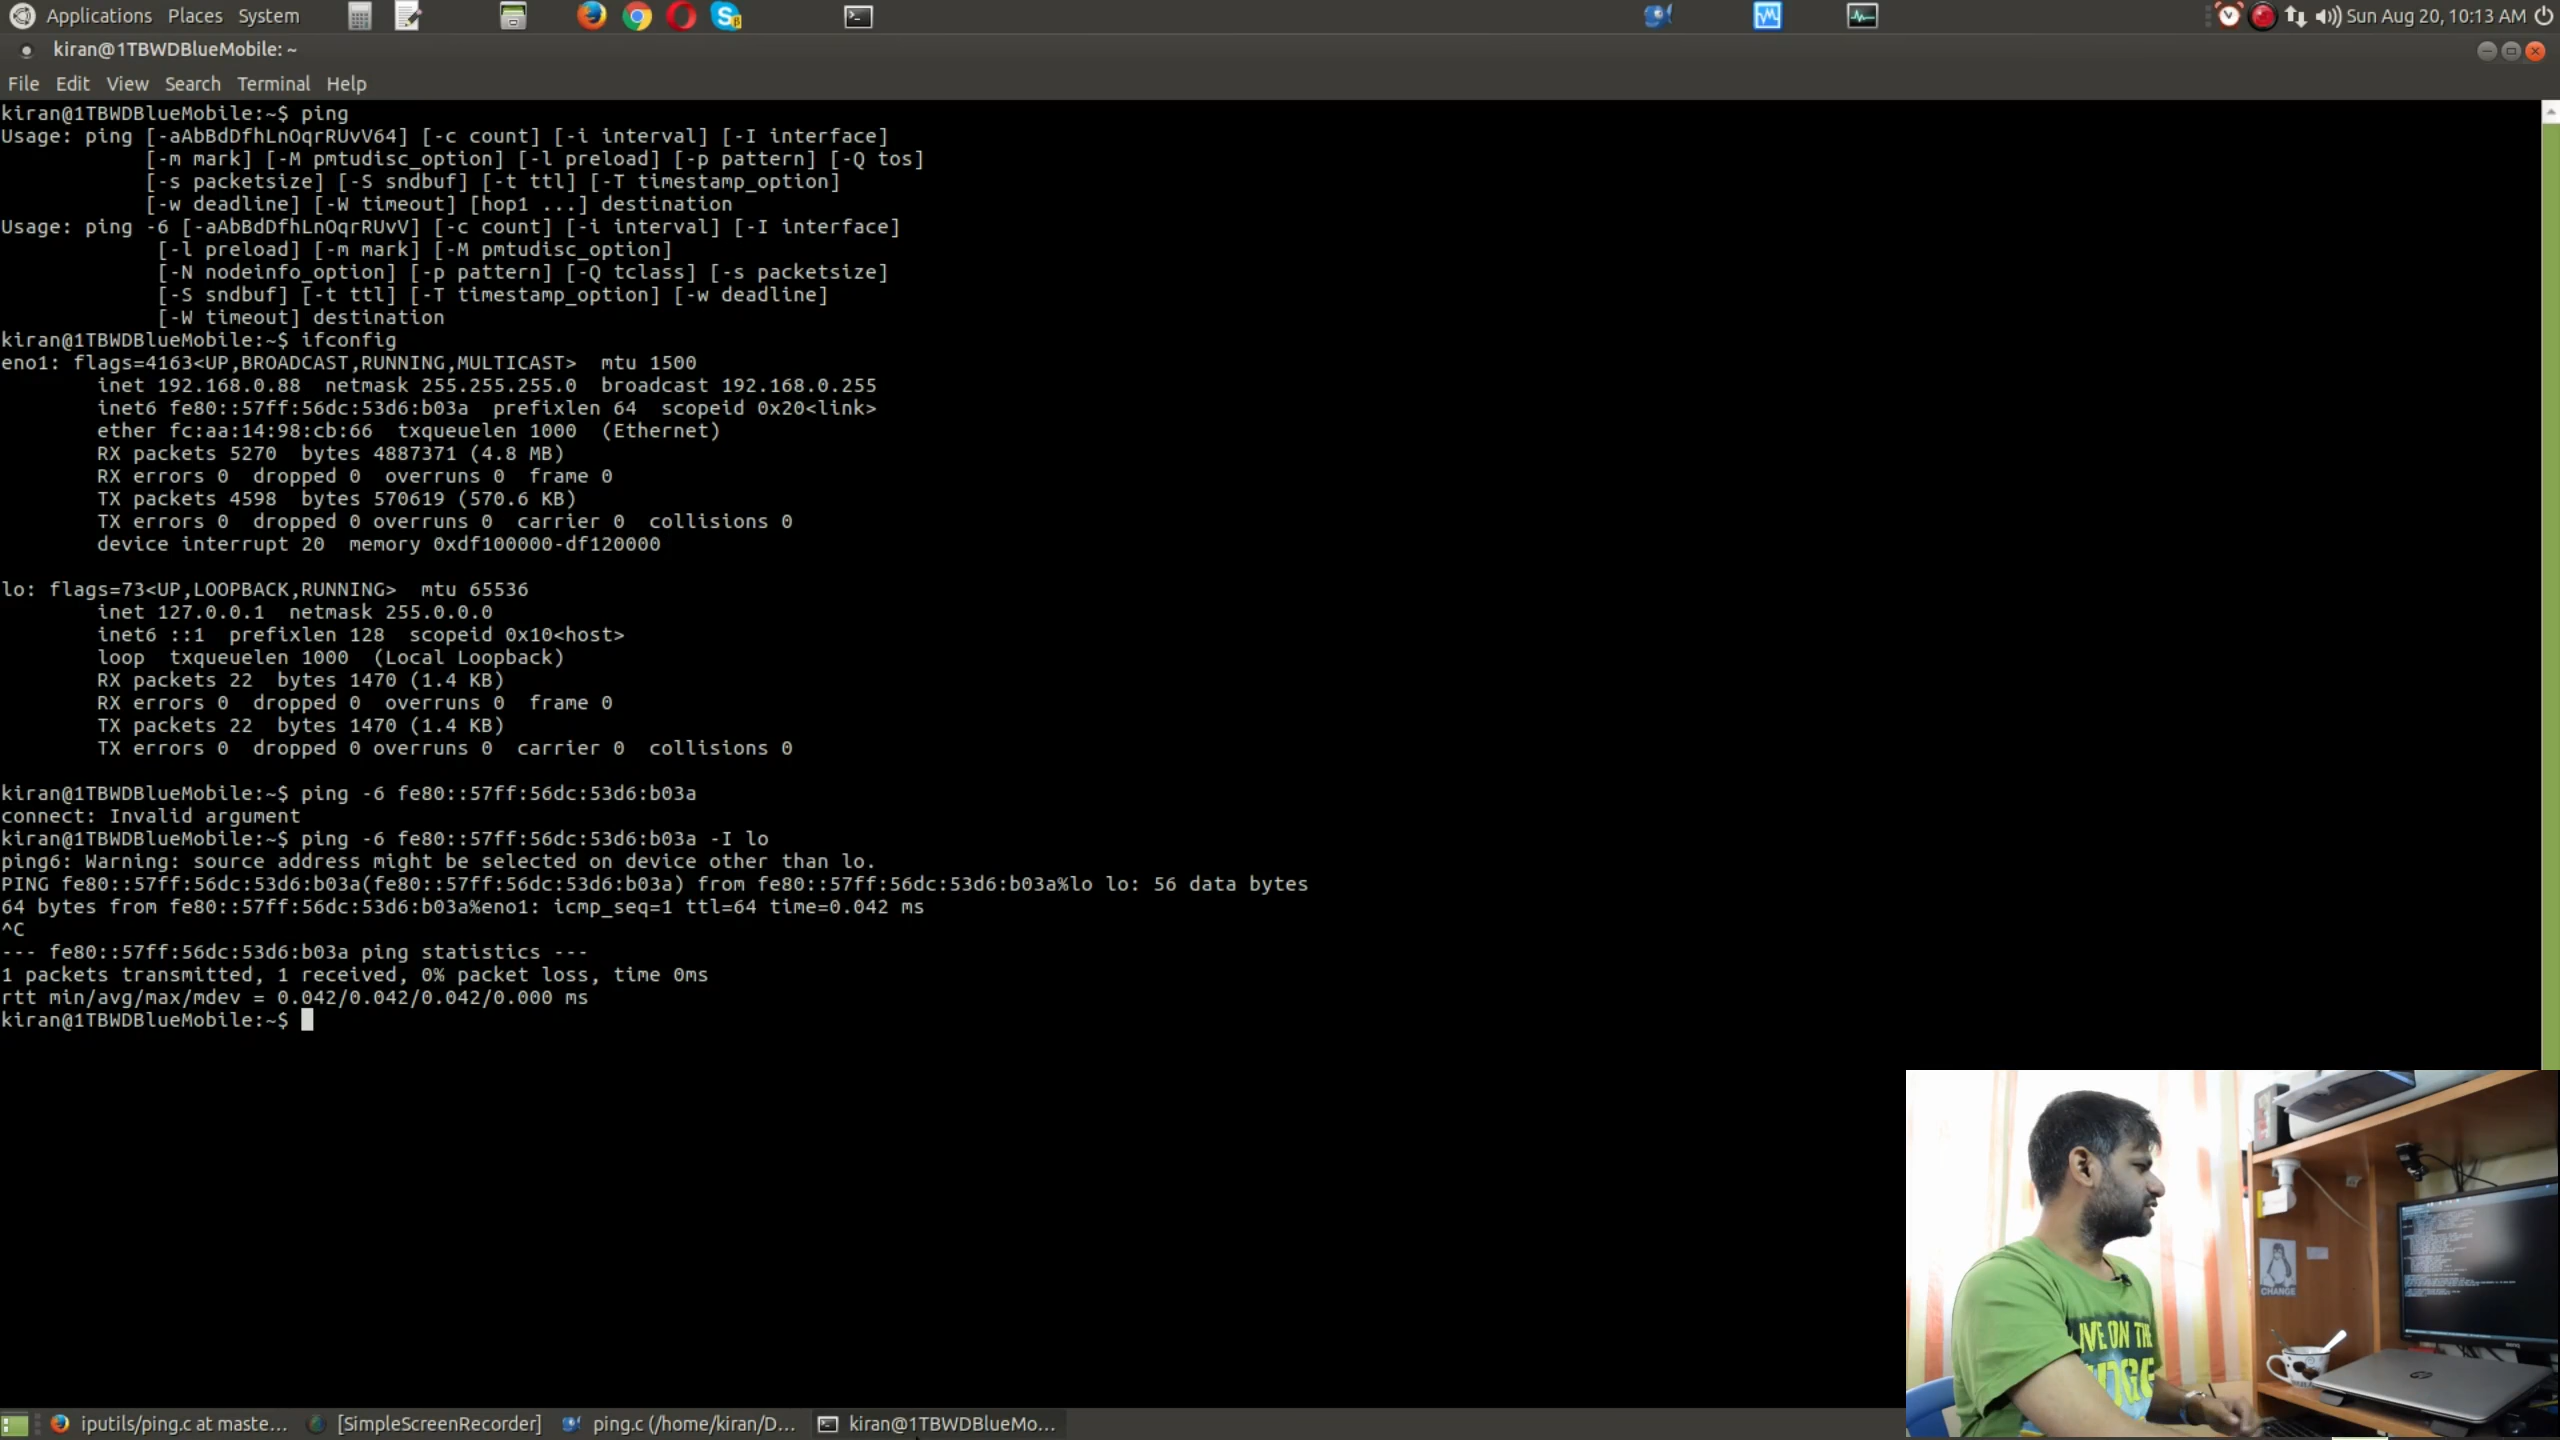 Applications Places System
Sun Aug 20, 10:13 AM
kiran@1TBWDBlueMobile: ~
File Edit View Search Terminal Help
kiran@1TBWDBlueMobile:~$ ping
Usage: ping [-aAbBdDfhLnOqrRUvV64] [-c count] [-i interval] [-I interface]
[-m mark] [-M pmtudisc_option] [-l preload] [-p pattern] [-Q tos]
[-s packetsize] [-S sndbuf] [-t ttl] [-T timestamp_option]
[-w deadline] [-W timeout] [hop1 ...] destination
Usage: ping -6 [-aAbBdDfhLnOqrRUvV] [-c count] [-i interval] [-I interface]
[-l preload] [-m mark] [-M pmtudisc_option]
[-N nodeinfo_option] [-p pattern] [-Q tclass] [-s packetsize]
[-S sndbuf] [-t ttl] [-T timestamp_option] [-w deadline]
[-W timeout] destination
kiran@1TBWDBlueMobile:~$ ifconfig
eno1: flags=4163<UP,BROADCAST,RUNNING,MULTICAST>  mtu 1500
inet 192.168.0.88  netmask 255.255.255.0  broadcast 192.168.0.255
inet6 fe80::57ff:56dc:53d6:b03a  prefixlen 64  scopeid 0x20<link>
ether fc:aa:14:98:cb:66  txqueuelen 1000  (Ethernet)
RX packets 5270  bytes 4887371 (4.8 MB)
RX errors 0  dropped 0  overruns 0  frame 0
TX packets 4598  bytes 570619 (570.6 KB)
TX errors 0  dropped 0 overruns 0  carrier 0  collisions 0
device interrupt 20  memory 0xdf100000-df120000
lo: flags=73<UP,LOOPBACK,RUNNING>  mtu 65536
inet 127.0.0.1  netmask 255.0.0.0
inet6 ::1  prefixlen 128  scopeid 0x10<host>
loop  txqueuelen 1000  (Local Loopback)
RX packets 22  bytes 1470 (1.4 KB)
RX errors 0  dropped 0  overruns 0  frame 0
TX packets 22  bytes 1470 (1.4 KB)
TX errors 0  dropped 0 overruns 0  carrier 0  collisions 0
kiran@1TBWDBlueMobile:~$ ping -6 fe80::57ff:56dc:53d6:b03a
connect: Invalid argument
kiran@1TBWDBlueMobile:~$ ping -6 fe80::57ff:56dc:53d6:b03a -I lo
ping6: Warning: source address might be selected on device other than lo.
PING fe80::57ff:56dc:53d6:b03a(fe80::57ff:56dc:53d6:b03a) from fe80::57ff:56dc:53d6:b03a%lo lo: 56 data bytes
64 bytes from fe80::57ff:56dc:53d6:b03a%eno1: icmp_seq=1 ttl=64 time=0.042 ms
^C
--- fe80::57ff:56dc:53d6:b03a ping statistics ---
1 packets transmitted, 1 received, 0% packet loss, time 0ms
rtt min/avg/max/mdev = 0.042/0.042/0.042/0.000 ms
kiran@1TBWDBlueMobile:~$
CHANGE
ON THE
iputils/ping.c at maste... [SimpleScreenRecorder] ping.c (/home/kiran/D... kiran@1TBWDBlueMo...